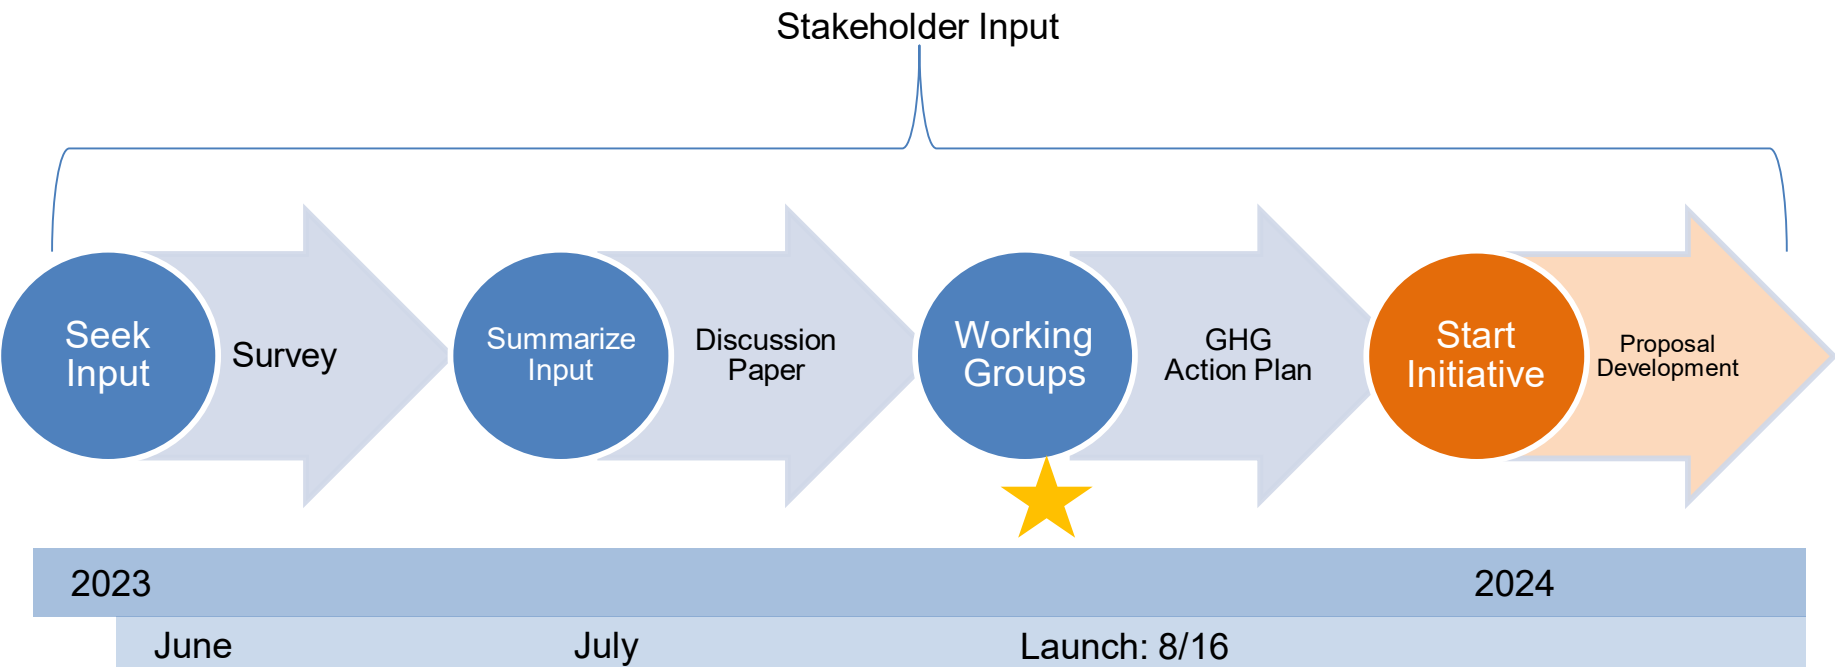 Stakeholder Input
Seek
Input
Survey
Summarize
Input
Discussion
Paper
Working
Groups
GHG
Action Plan
Start
Initiative
Proposal
Development
2023
2024
June
July
Launch: 8/16